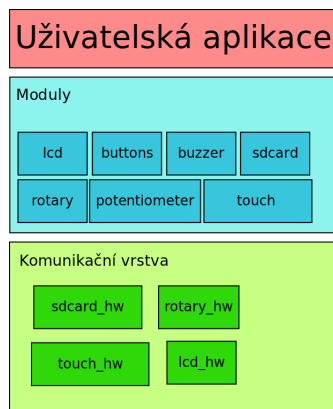 Uživatelská aplikace
Moduly
lcd buttons buzzer sdcard
rotary potentiometer touch
Komunikační vrstva
sdcard_hw rotary_hw
touch_hw lcd_hw